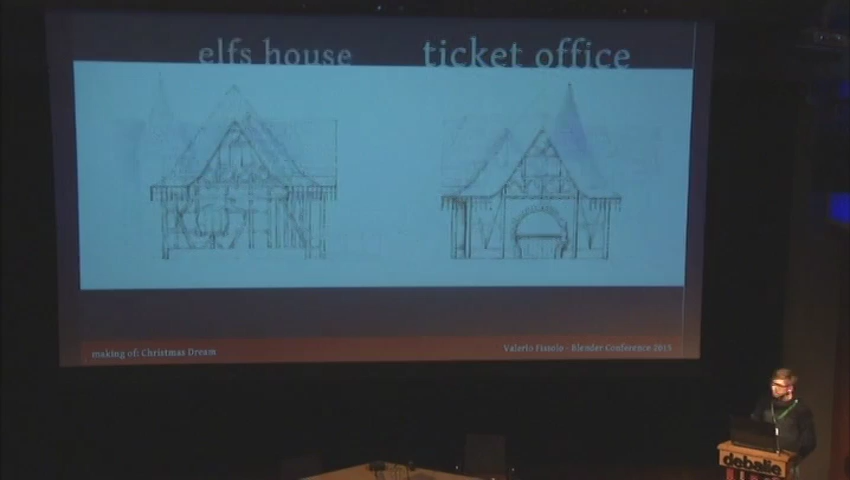 elfs house
ticket office
making of: Christmas Dream
Valerio Fissolo - Blender Conference 2015
debalie